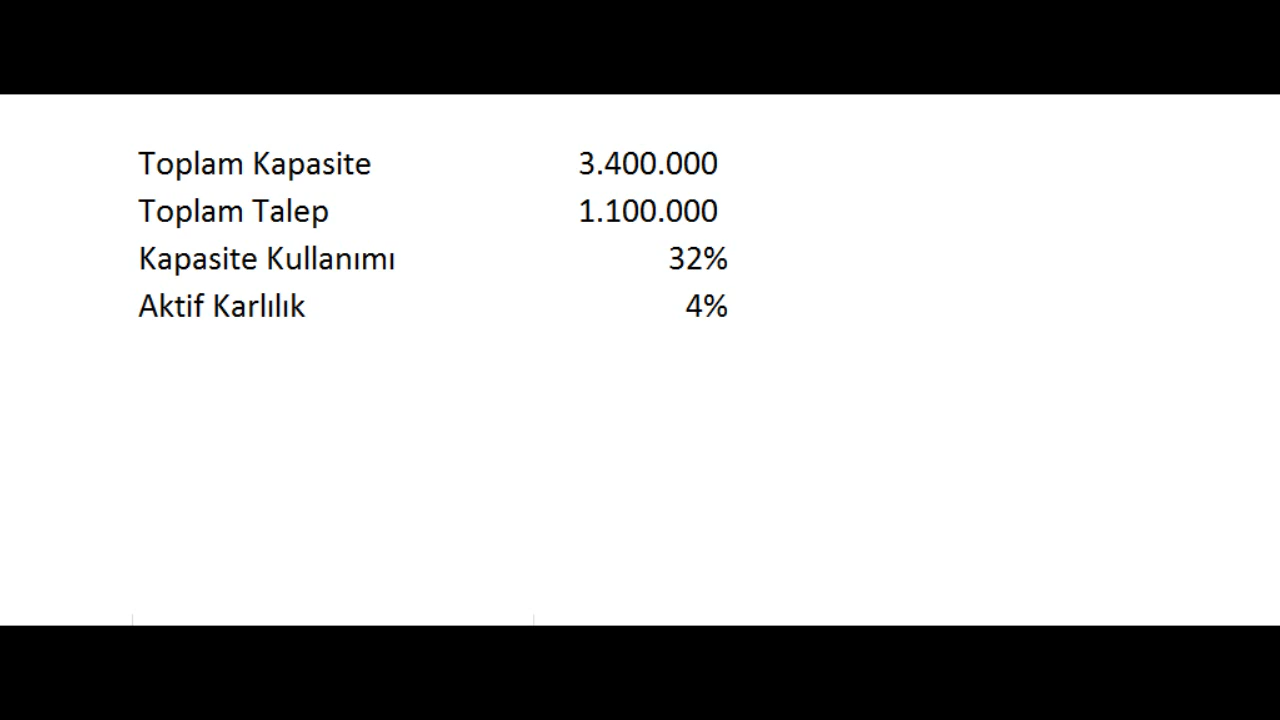 Toplam Kapasite 3.400.000
Toplam Talep 1.100.000
Kapasite Kullanımı 32%
Aktif Karlılık 4%